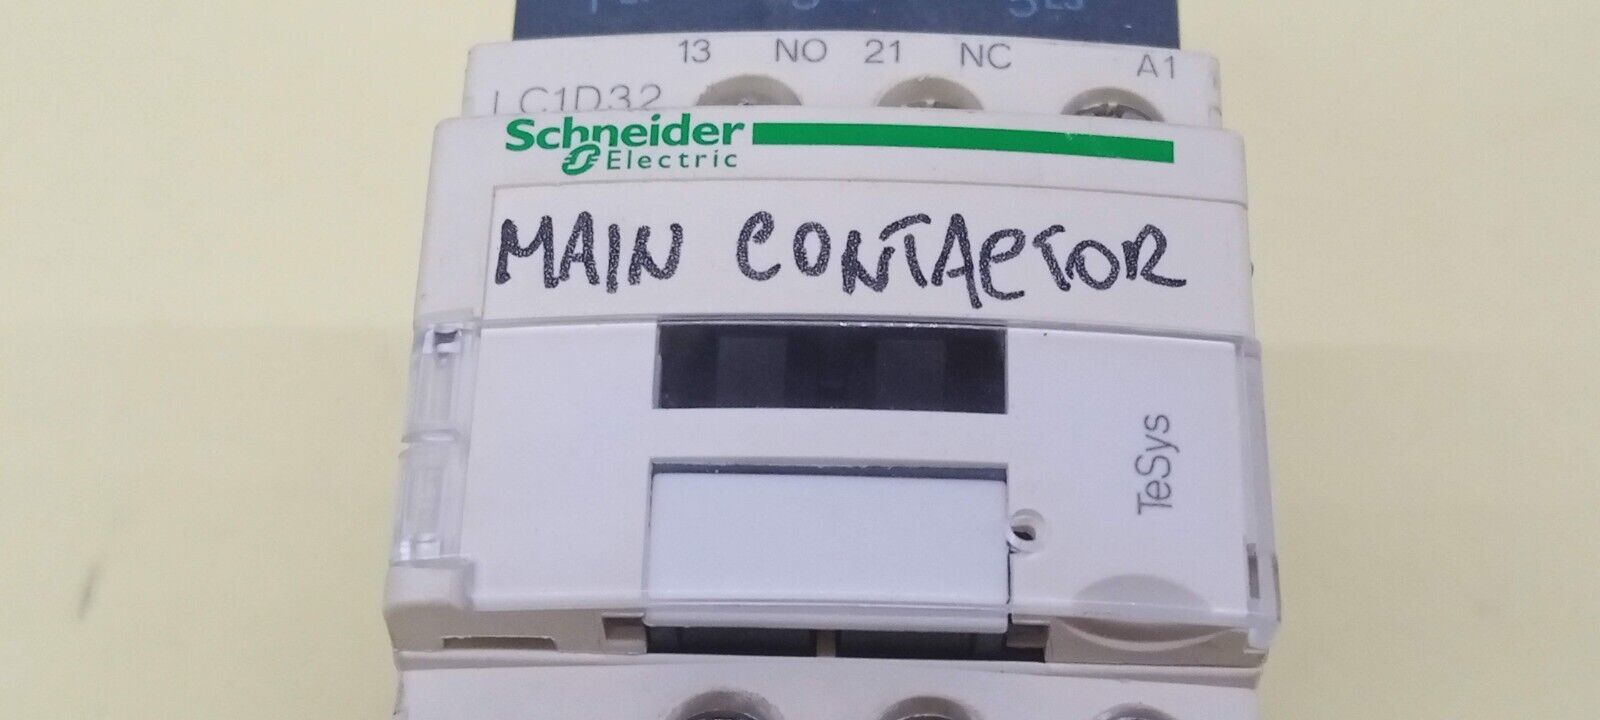 13 NO 21 NC A1
LC1D32
Schneider
Electric
MAIN CONTACTOR
TeSys